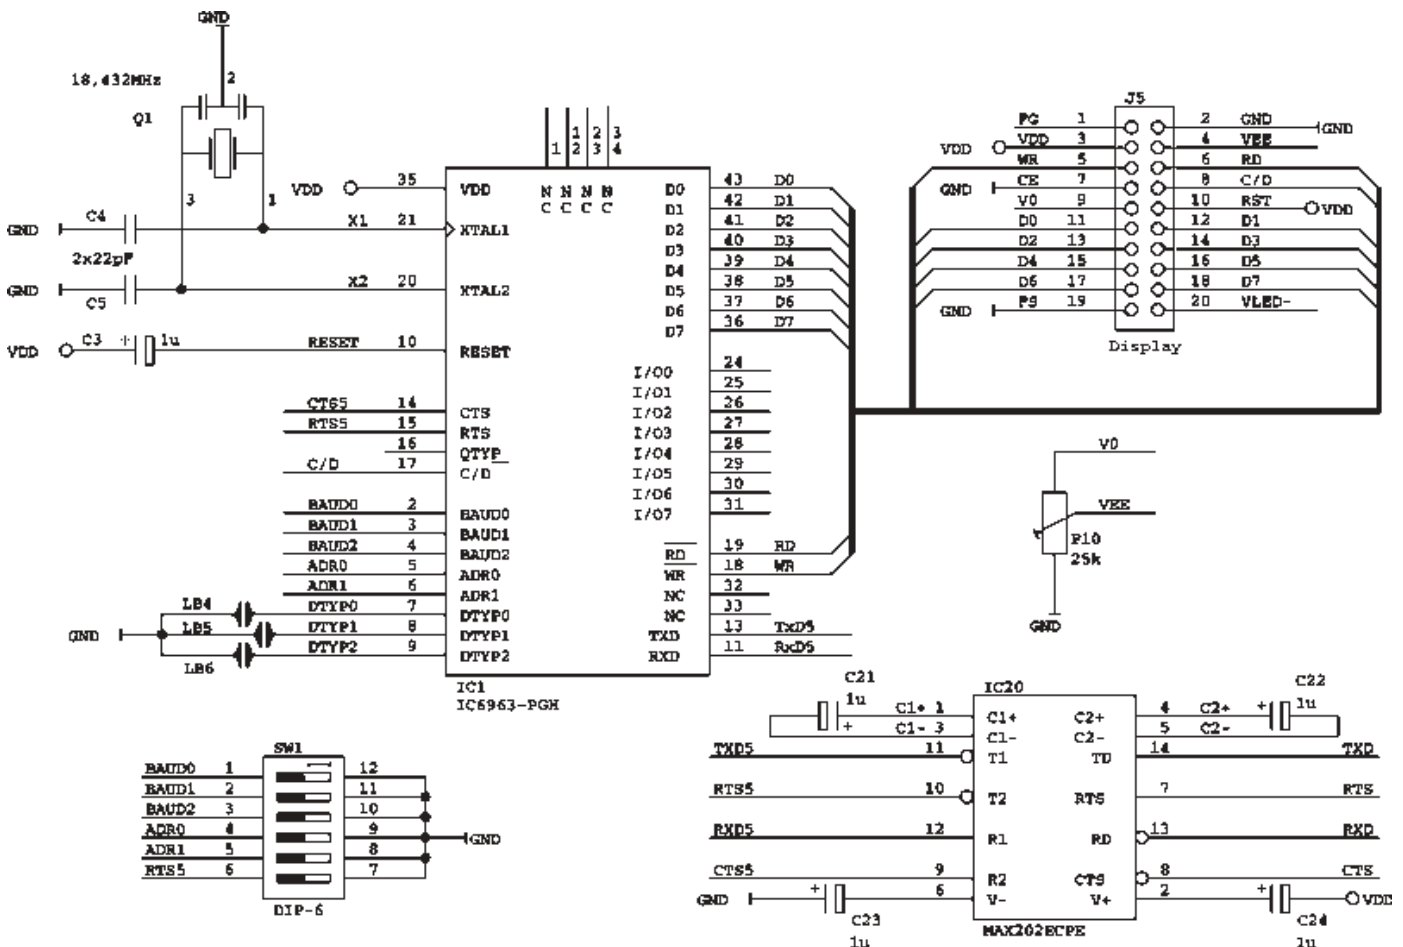 GND
18,432MHz
2
Q1
3
1
C4
GND
2x22pF
GND
C5
VDD
C3
+
1u
VDD 35 VDD
X1 21 XTAL1
X2 20 XTAL2
RESET 10 RESET
CTS5 14 CTS
RTS5 15 RTS
16 QTYP
C/D 17 C/D
BAUD0 2 BAUD0
BAUD1 3 BAUD1
BAUD2 4 BAUD2
ADR0 5 ADR0
ADR1 6 ADR1
LB4 DTYP0 7 DTYP0
GND LB5 DTYP1 8 DTYP1
LB6 DTYP2 9 DTYP2
1 12 23 34
N N N N
C C C C
D0 43 D0
D1 42 D1
D2 41 D2
D3 40 D3
D4 39 D4
D5 38 D5
D6 37 D6
D7 36 D7
I/O0 24
I/O1 25
I/O2 26
I/O3 27
I/O4 28
I/O5 29
I/O6 30
I/O7 31
RD 19 RD
WR 18 WR
NC 32
NC 33
TXD 13 TxD5
RXD 11 RxD5
IC1
IC6963-PGH
J5
FG 1 2 GND GND
VDD VDD 3 4 VEE
WR 5 6 RD
GND CE 7 8 C/D
V0 9 10 RST VDD
D0 11 12 D1
D2 13 14 D3
D4 15 16 D5
D6 17 18 D7
GND FS 19 20 VLED-
Display
V0
VEE
P10
25k
GND
SW1
BAUD0 1 12
BAUD1 2 11
BAUD2 3 10
ADR0 4 9 GND
ADR1 5 8
RTS5 6 7
DIP-6
C21
1u
+
IC20
C22
+ 1u
C1+ 1 C1+ C2+ 4 C2+
C1- 3 C1- C2- 5 C2-
TXD5 11 T1 TD 14 TXD
RTS5 10 T2 RTS 7 RTS
RXD5 12 R1 RD 13 RXD
CTS5 9 R2 CTS 8 CTS
GND + 6 V- V+ 2 + VDD
C23
1u
MAX202ECPE
C24
1u